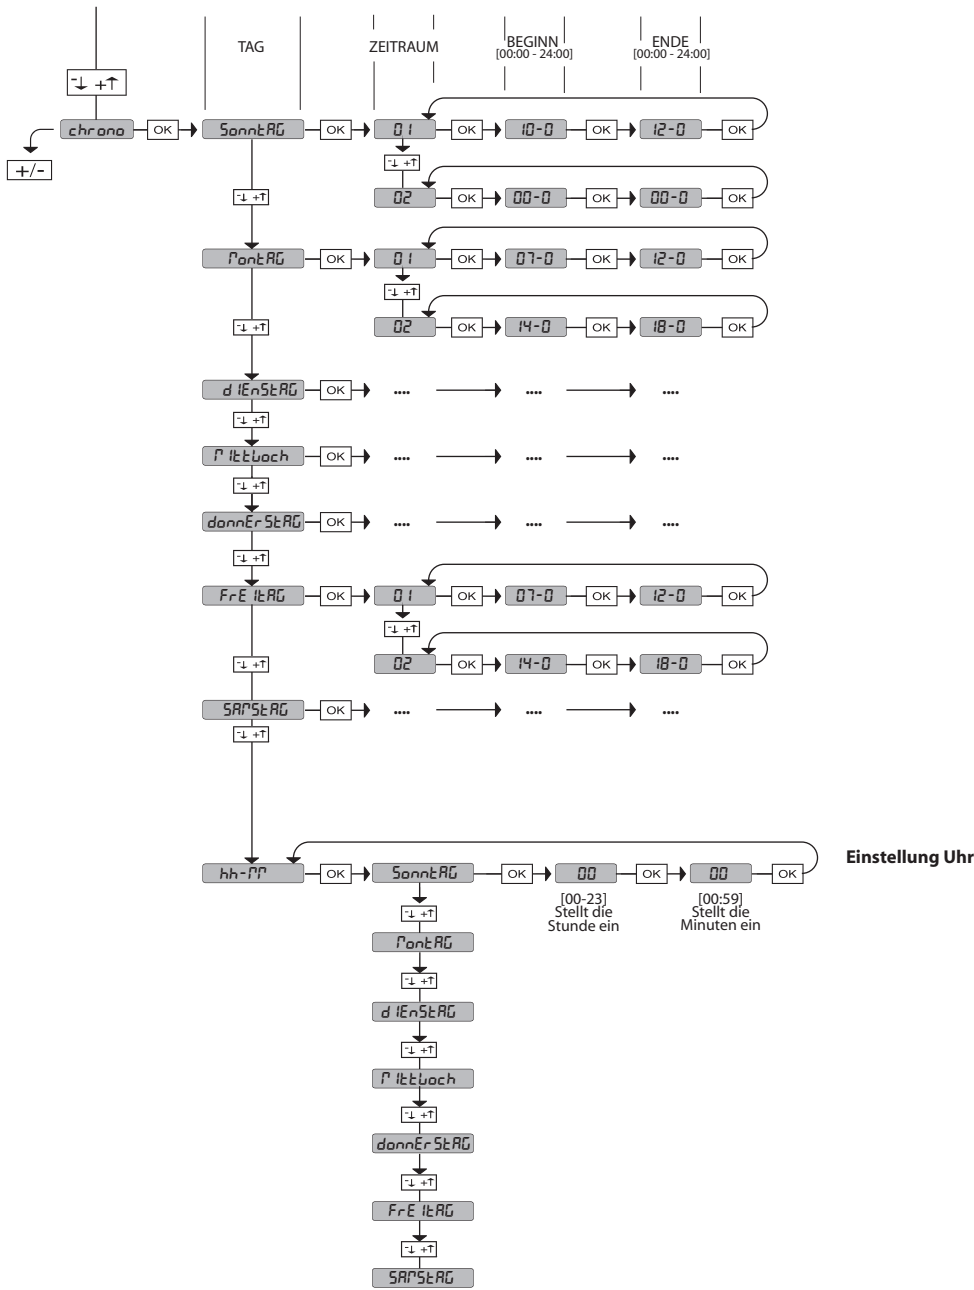 TAG ZEITRAUM BEGINN ENDE
[00:00 - 24:00] [00:00 - 24:00]
-↓ +↑
chrono OK SonntAG OK 01 OK 10-0 OK 12-0 OK
+/-
-↓ +↑
-↓ +↑
02 OK 00-0 OK 00-0 OK
MontAG OK 01 OK 07-0 OK 12-0 OK
-↓ +↑
-↓ +↑
02 OK 14-0 OK 18-0 OK
dIEnStAG OK .... .... ....
-↓ +↑
MIttwoch OK .... .... ....
-↓ +↑
donnErStAG OK .... .... ....
-↓ +↑
FrEItAG OK 01 OK 07-0 OK 12-0 OK
-↓ +↑
-↓ +↑
02 OK 14-0 OK 18-0 OK
SAMStAG OK .... .... ....
-↓ +↑
Einstellung Uhr
hh-MM OK SonntAG OK 00 OK 00 OK
[00-23] [00:59]
Stellt die Stellt die
Stunde ein Minuten ein
-↓ +↑
MontAG
-↓ +↑
dIEnStAG
-↓ +↑
MIttwoch
-↓ +↑
donnErStAG
-↓ +↑
FrEItAG
-↓ +↑
SAMStAG